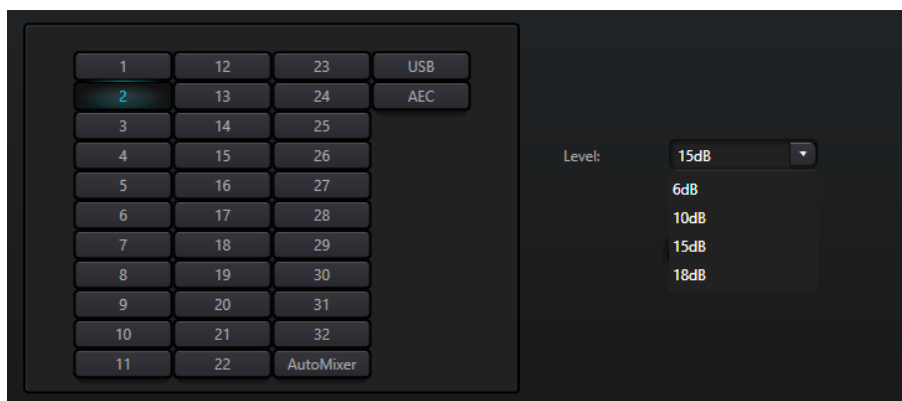 1 12 23 USB
2 13 24 AEC
3 14 25
4 15 26
5 16 27
6 17 28
7 18 29
8 19 30
9 20 31
10 21 32
11 22 AutoMixer
Level: 15dB
6dB
10dB
15dB
18dB